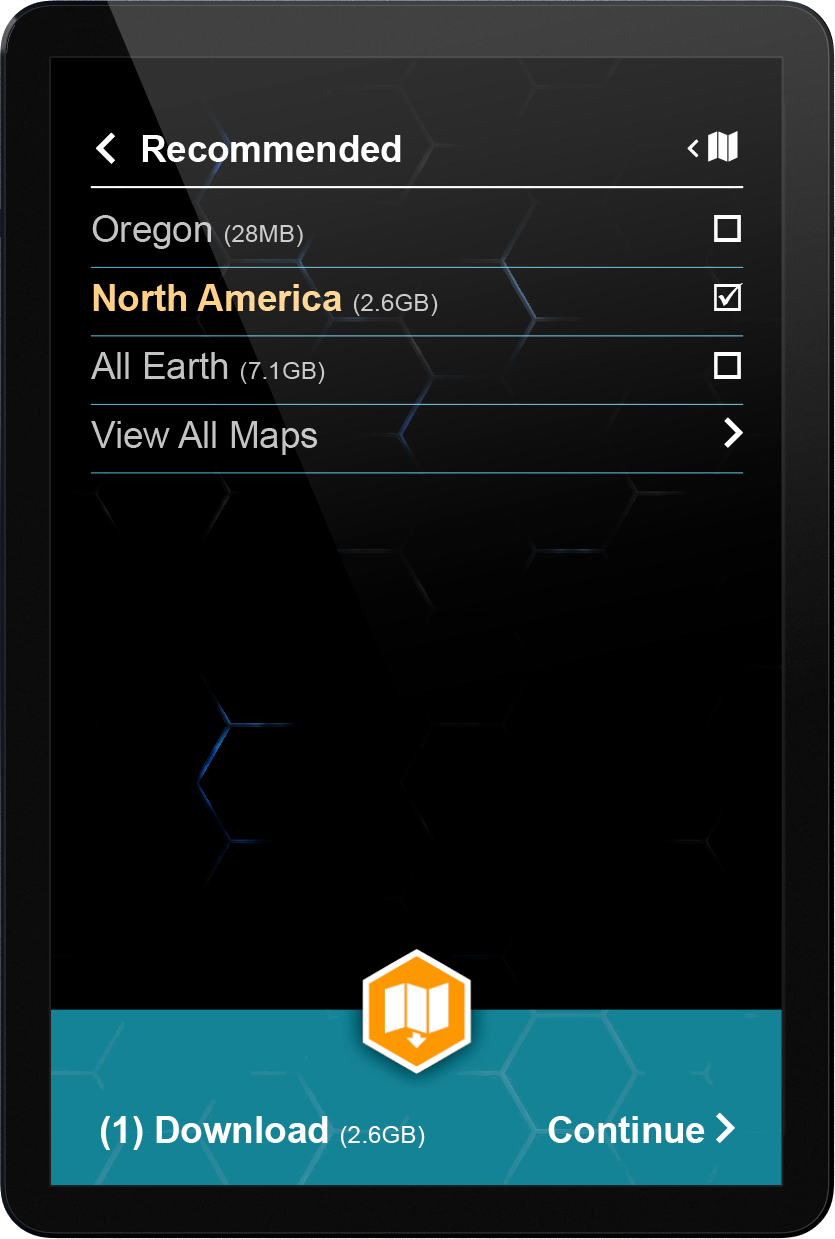 Recommended
Oregon (28MB)
North America (2.6GB)
All Earth (7.1GB)
View All Maps
(1) Download (2.6GB) Continue